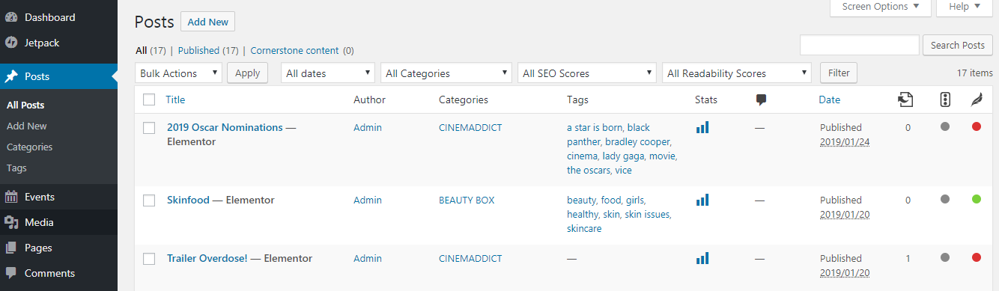 Dashboard
Jetpack
Posts
All Posts
Add New
Categories
Tags
Events
Media
Pages
Comments
Screen Options ▼
Help ▼
Posts Add New
All (17) | Published (17) | Cornerstone content (0)
Search Posts
Bulk Actions Apply All dates All Categories All SEO Scores All Readability Scores Filter 17 items
Title Author Categories Tags Stats Date
2019 Oscar Nominations —
Elementor
Admin
CINEMADDICT
a star is born, black
panther, bradley cooper,
cinema, lady gaga, movie,
the oscars, vice
—
Published
2019/01/24
0
Skinfood — Elementor
Admin
BEAUTY BOX
beauty, food, girls,
healthy, skin, skin issues,
skincare
—
Published
2019/01/20
0
Trailer Overdose! — Elementor
Admin
CINEMADDICT
—
—
Published
2019/01/20
1